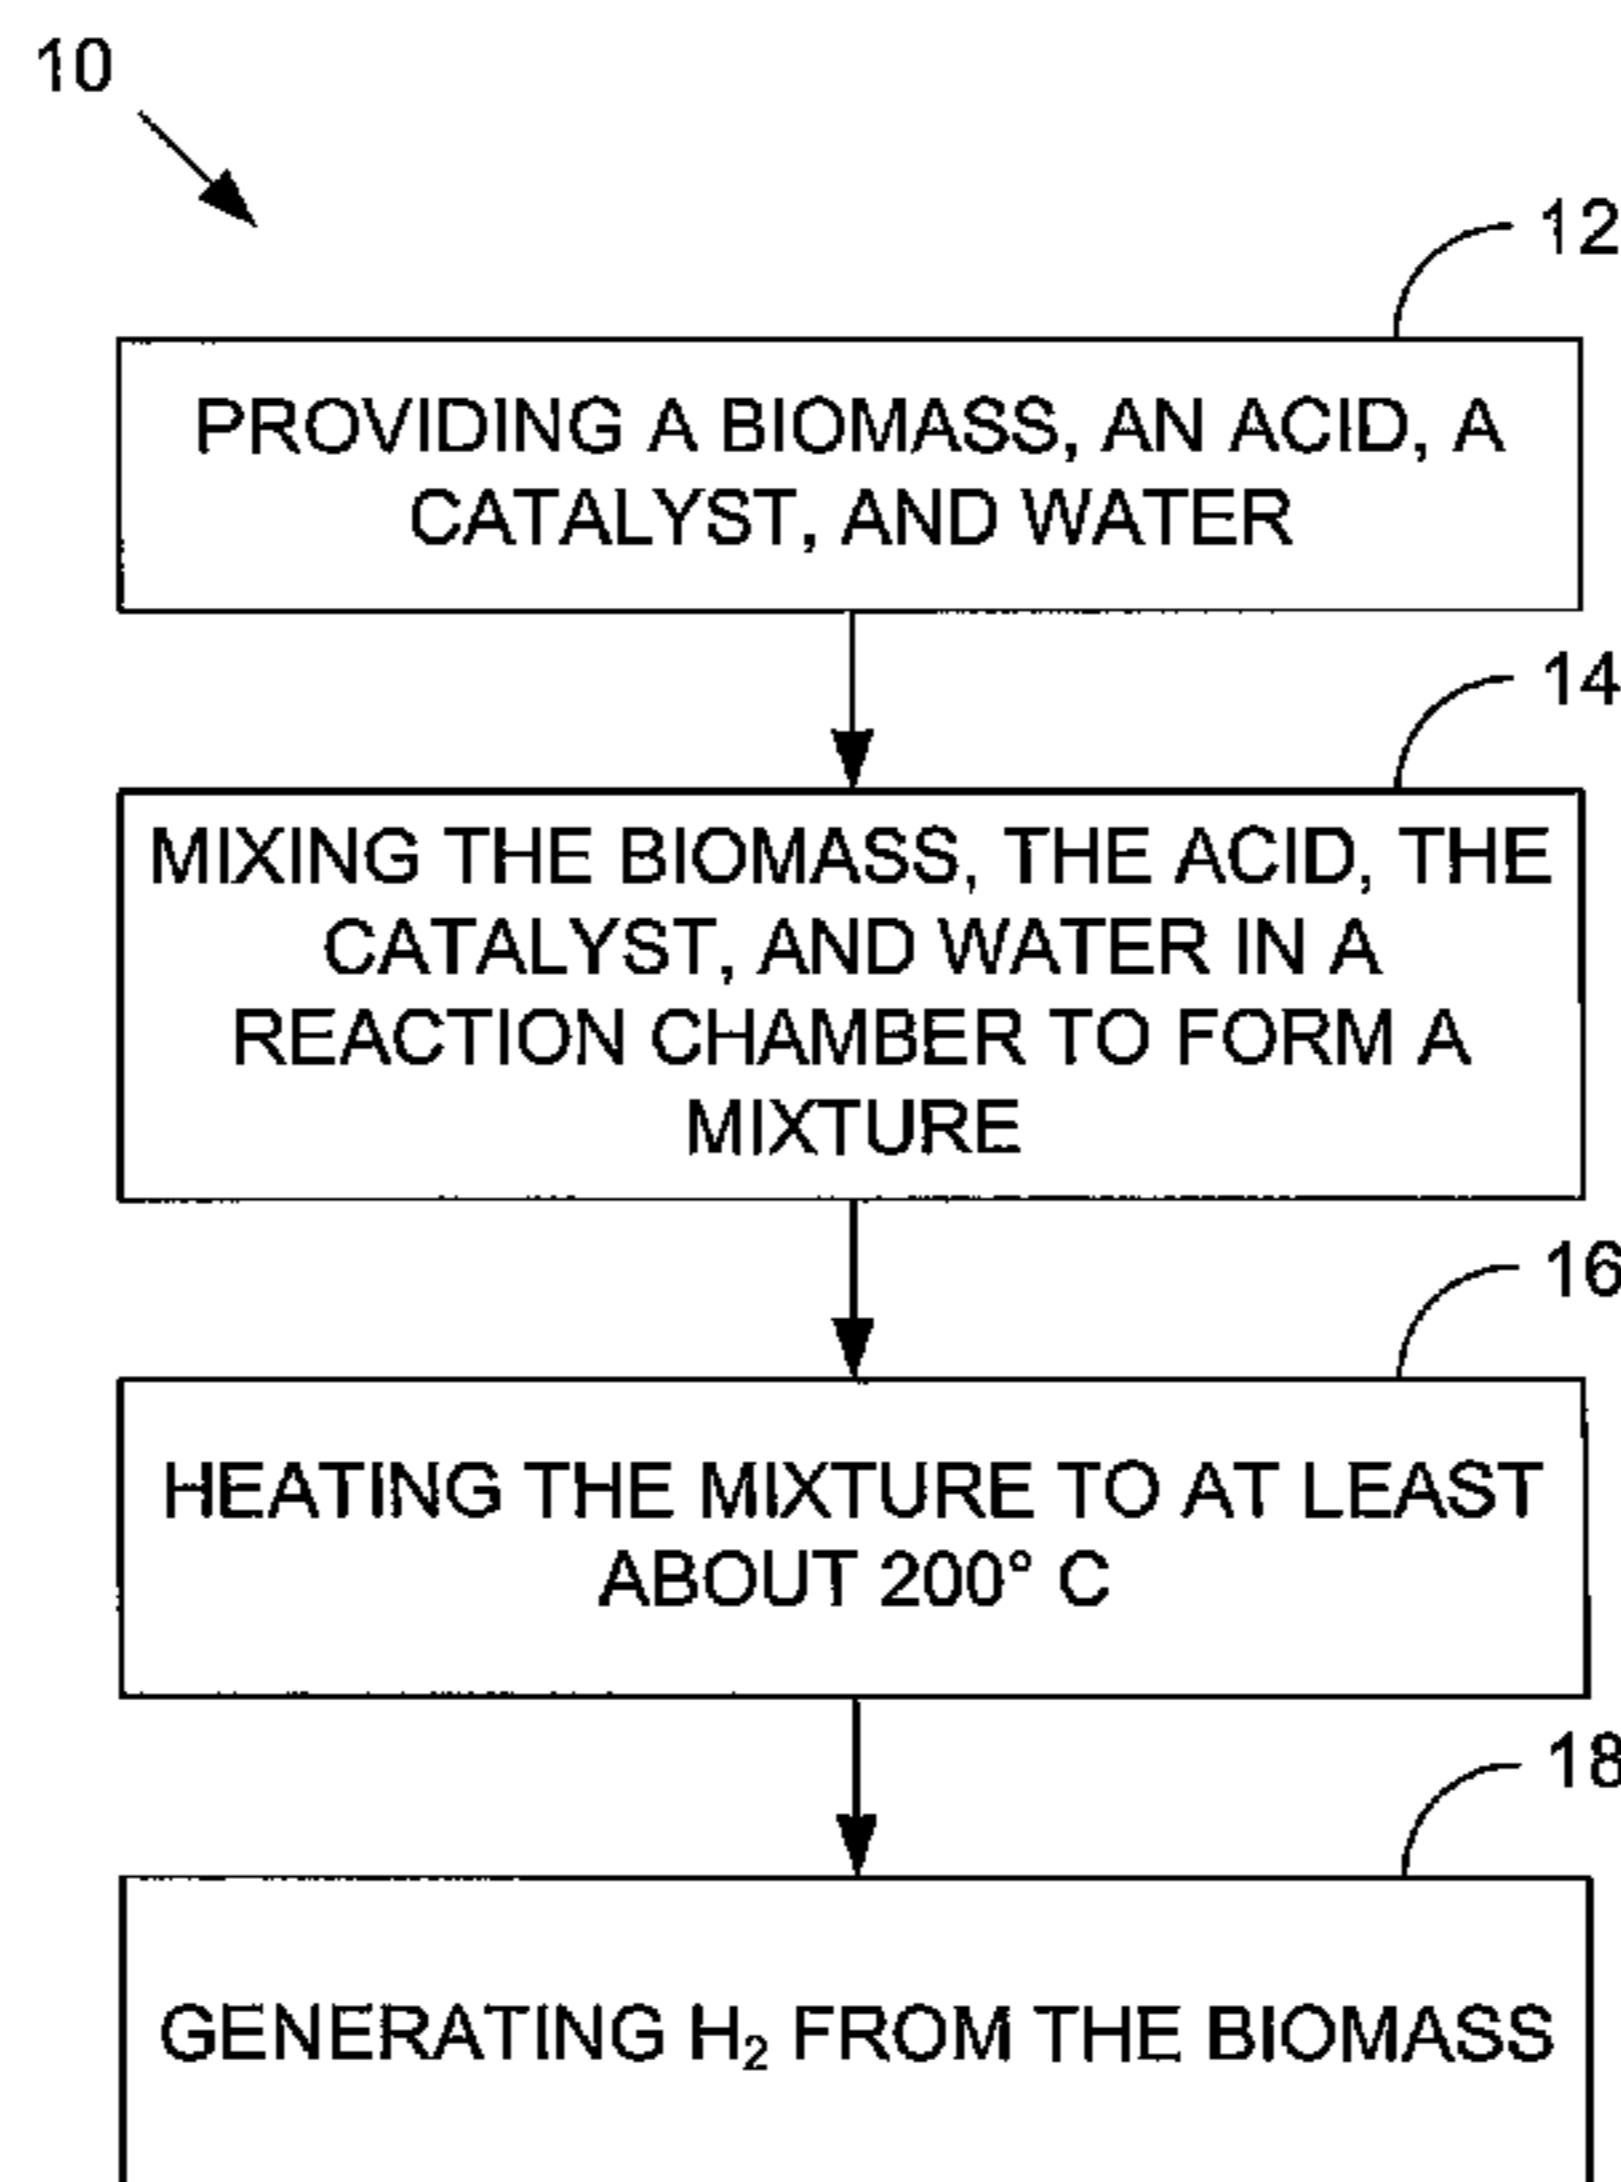 10
12
PROVIDING A BIOMASS, AN ACID, A
CATALYST, AND WATER
14
MIXING THE BIOMASS, THE ACID, THE
CATALYST, AND WATER IN A
REACTION CHAMBER TO FORM A
MIXTURE
16
HEATING THE MIXTURE TO AT LEAST
ABOUT 200° C
18
GENERATING H₂ FROM THE BIOMASS